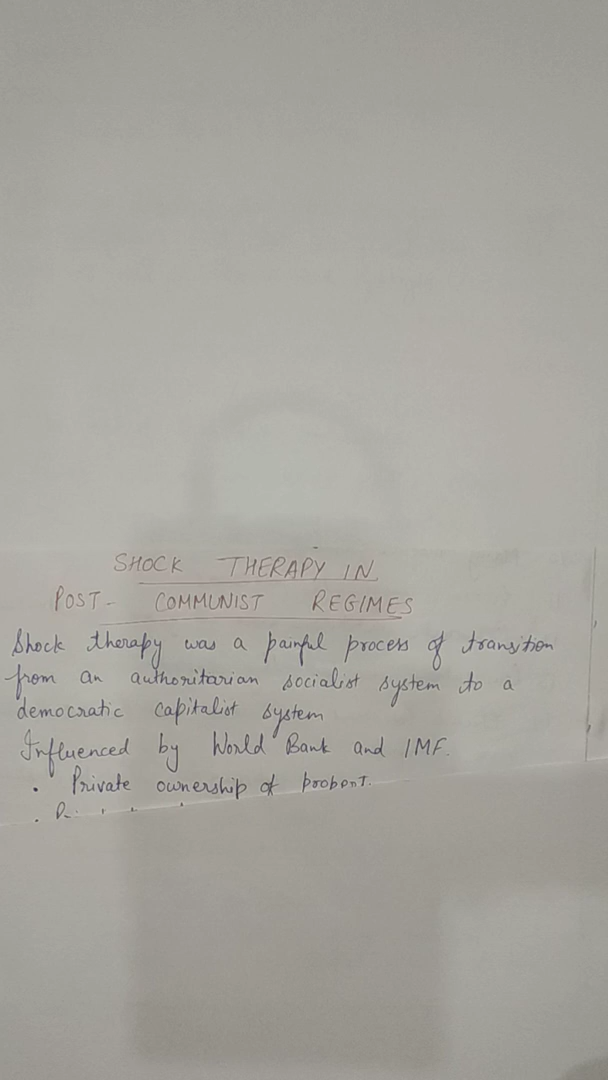 SHOCK THERAPY IN
POST- COMMUNIST REGIMES
Shock therapy was a painful process of transition
from an authoritarian socialist system to a
democratic capitalist system
Influenced by World Bank and IMF.
• Private ownership of